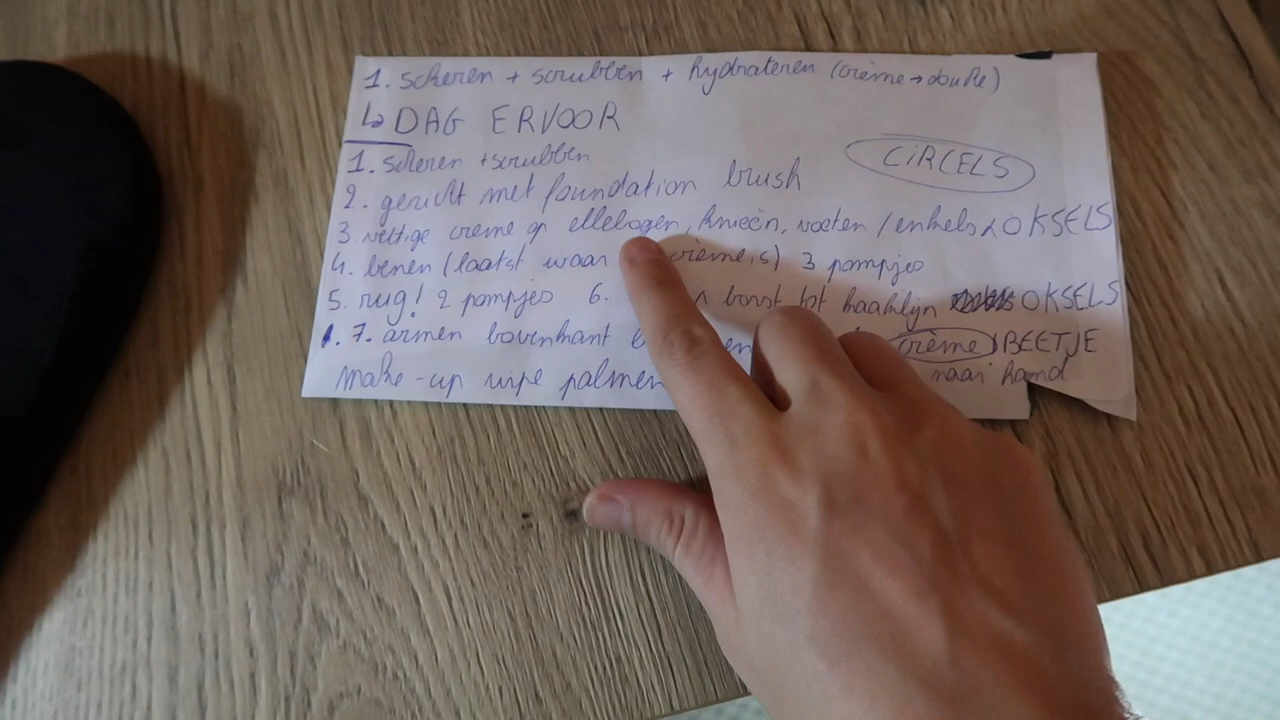 1. scheren + scrubben + hydrateren (crème → douche)
↳ DAG ERVOOR
1. scheren + scrubben
CIRCELS
2. gezicht met foundation brush
3. vettige creme op ellebogen, knieën, voeten / enkels & OKSELS
4. benen (laatst waar crème is) 3 pompjes
5. rug! 2 pompjes 6. borst tot haarlijn OKSELS
7. armen bovenkant crème BEETJE
make-up wipe palmen naar hand